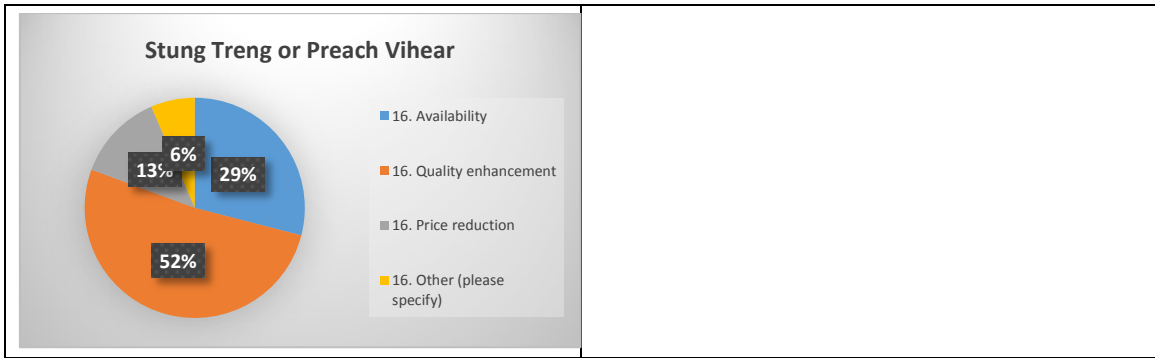 Stung Treng or Preach Vihear
6%
13%
29%
52%
16. Availability
16. Quality enhancement
16. Price reduction
16. Other (please
specify)